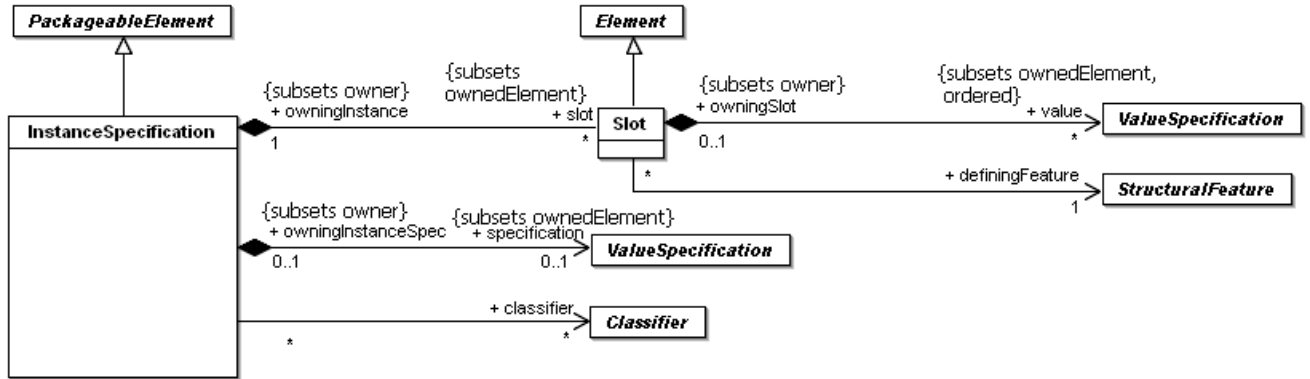 PackageableElement
Element
{subsets owner}
+ owningInstance
1
{subsets
ownedElement}
+ slot
*
{subsets owner}
+ owningSlot
0..1
{subsets ownedElement,
ordered}
+ value
*
InstanceSpecification
Slot
ValueSpecification
*
+ definingFeature
1
StructuralFeature
{subsets owner}
+ owningInstanceSpec
0..1
{subsets ownedElement}
+ specification
0..1
ValueSpecification
*
+ classifier
*
Classifier